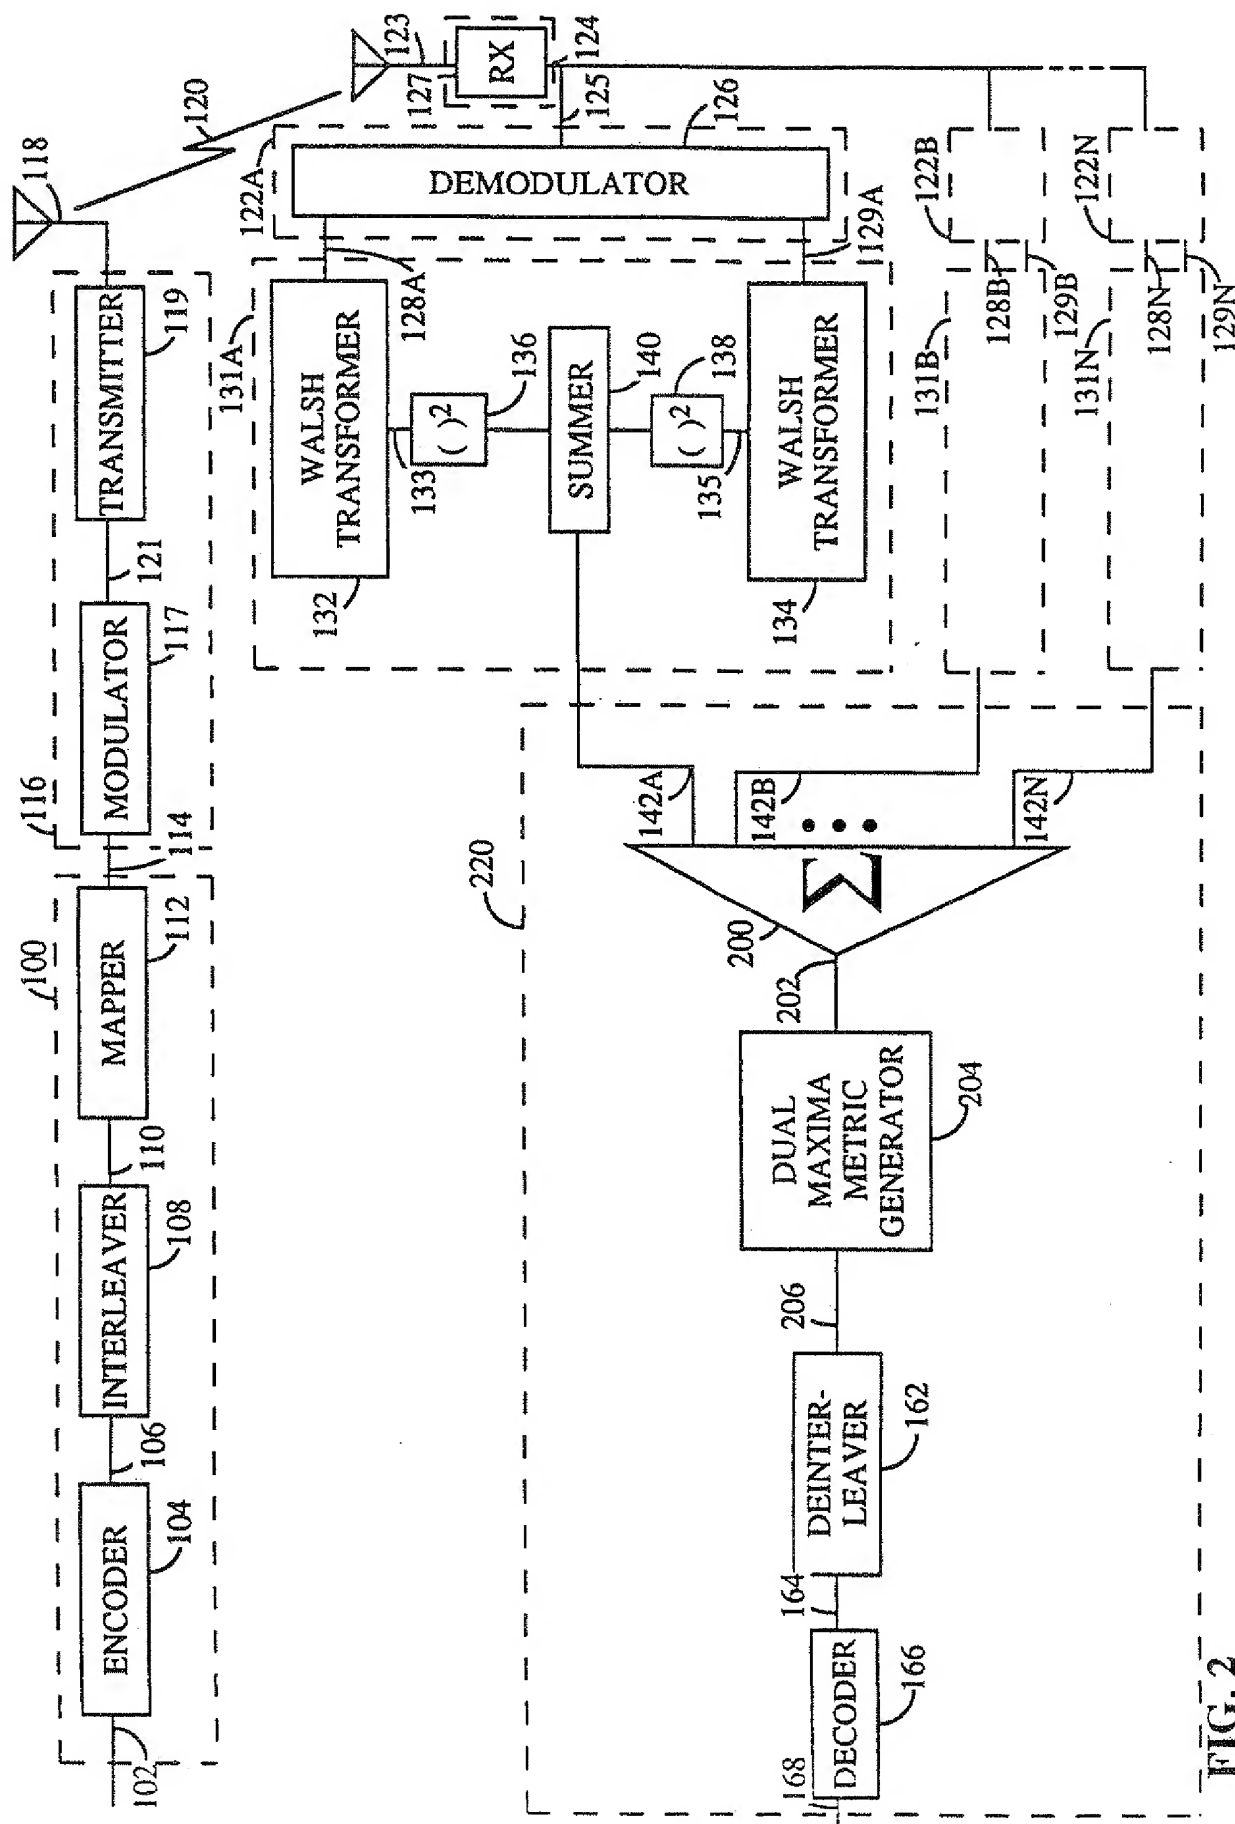 102
ENCODER
104
106
INTERLEAVER
108
110
MAPPER
112
100
114
116
MODULATOR
117
121
TRANSMITTER
119
118
120
123
127
RX
124
125
122A
DEMODULATOR
126
128A
129A
131A
WALSH
TRANSFORMER
132
133
( )²
136
SUMMER
140
( )²
138
135
WALSH
TRANSFORMER
134
122B
128B
129B
131B
122N
128N
129N
131N
142A
142B
142N
220
Σ
200
202
DUAL
MAXIMA
METRIC
GENERATOR
204
206
DEINTER-
LEAVER
162
164
DECODER
166
168
FIG. 2